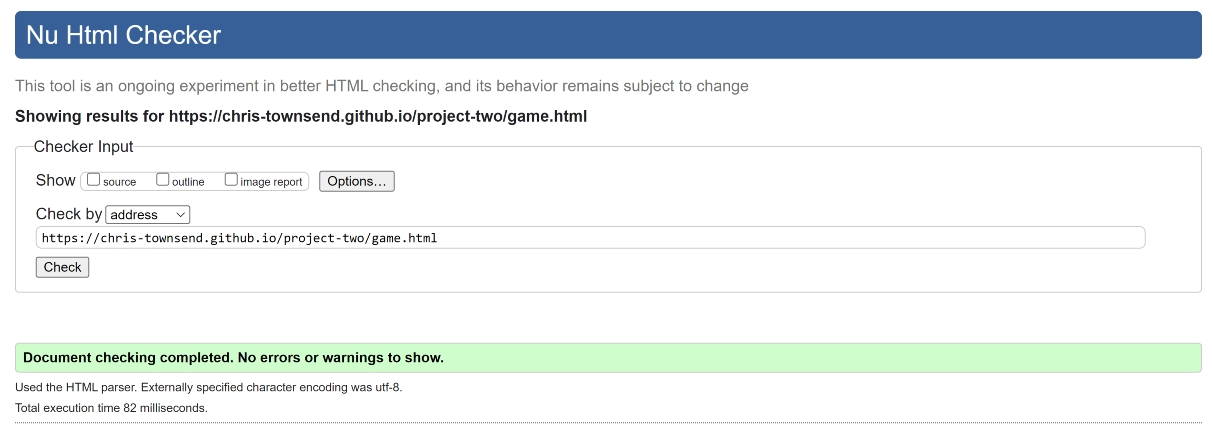 Nu Html Checker
This tool is an ongoing experiment in better HTML checking, and its behavior remains subject to change
Showing results for https://chris-townsend.github.io/project-two/game.html
Checker Input
Show source outline image report Options...
Check by address
https://chris-townsend.github.io/project-two/game.html
Check
Document checking completed. No errors or warnings to show.
Used the HTML parser. Externally specified character encoding was utf-8.
Total execution time 82 milliseconds.